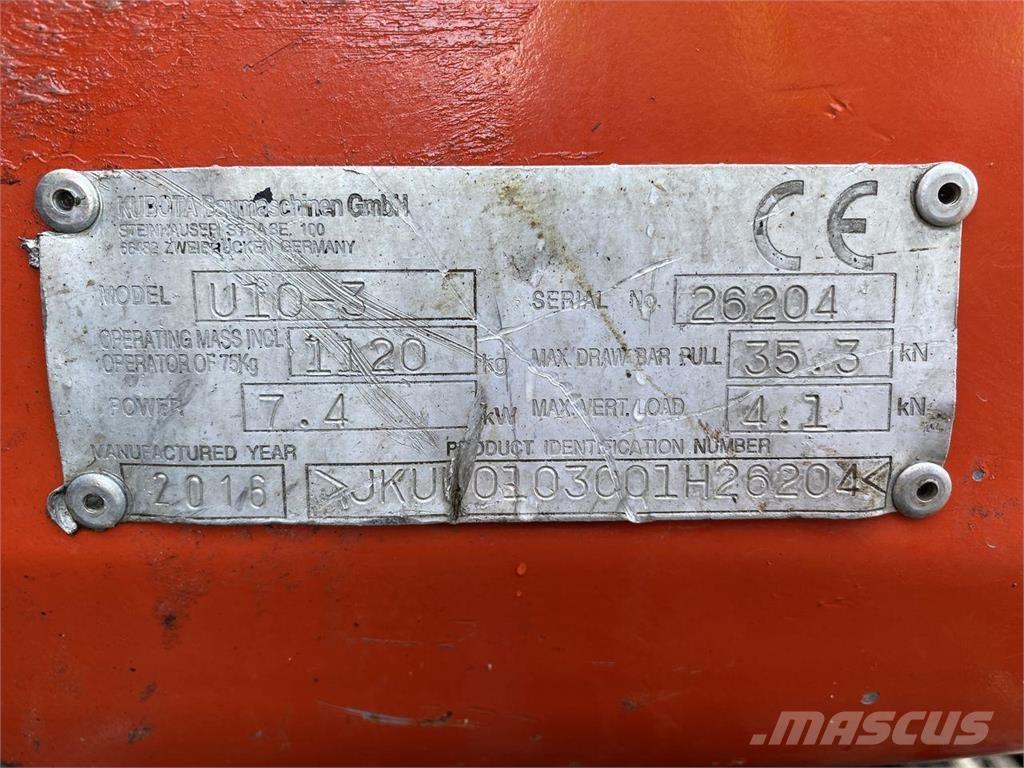 KUBOTA Baumaschinen GmbH
STEINHAUSER STRAßE, 100
66482 ZWEIBRÜCKEN GERMANY
CE
MODEL U10-3 SERIAL No. 26204
OPERATING MASS INCL
OPERATOR OF 75Kg 1120 kg MAX. DRAW-BAR PULL 35.3 kN
POWER 7.4 kW MAX. VERT. LOAD 4.1 kN
MANUFACTURED YEAR PRODUCT IDENTIFICATION NUMBER
2016 >JKUU0103001H26204<
MASCUS